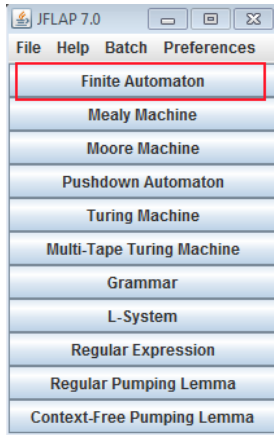 JFLAP 7.0
File Help Batch Preferences
Finite Automaton
Mealy Machine
Moore Machine
Pushdown Automaton
Turing Machine
Multi-Tape Turing Machine
Grammar
L-System
Regular Expression
Regular Pumping Lemma
Context-Free Pumping Lemma